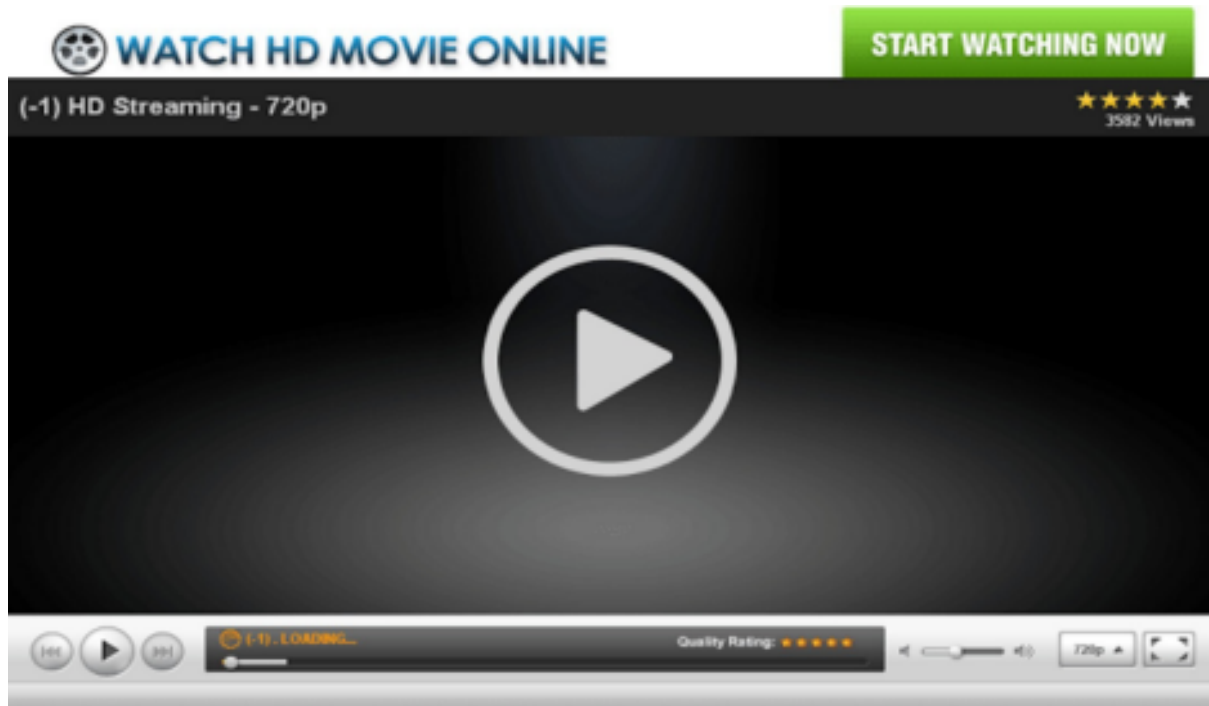 WATCH HD MOVIE ONLINE
START WATCHING NOW
(-1) HD Streaming - 720p
3582 Views
(-1) . LOADING...
Quality Rating:
720p